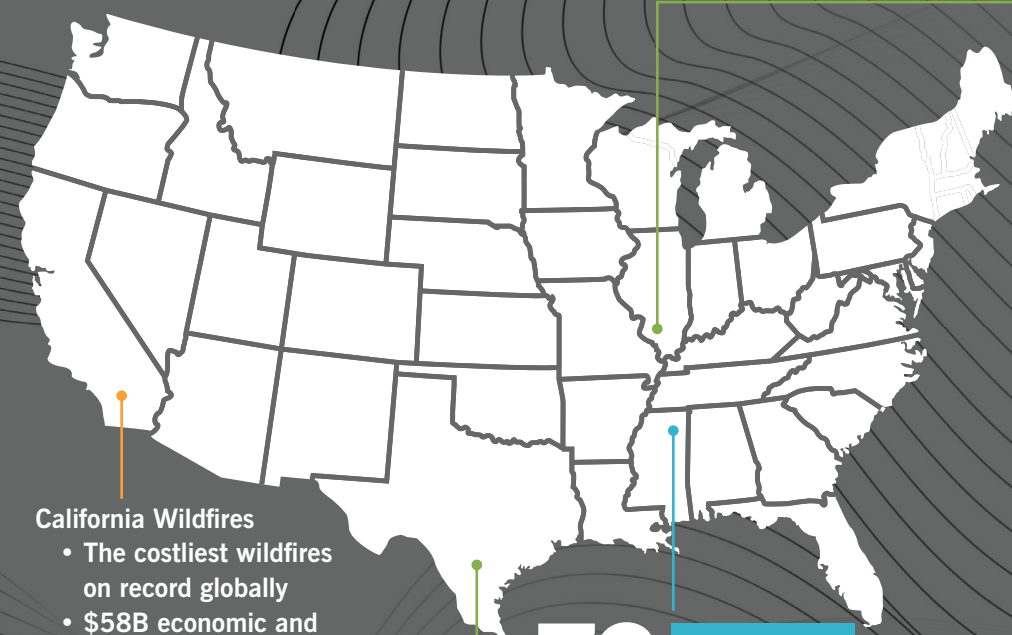 California Wildfires
• The costliest wildfires
on record globally
• $58B economic and